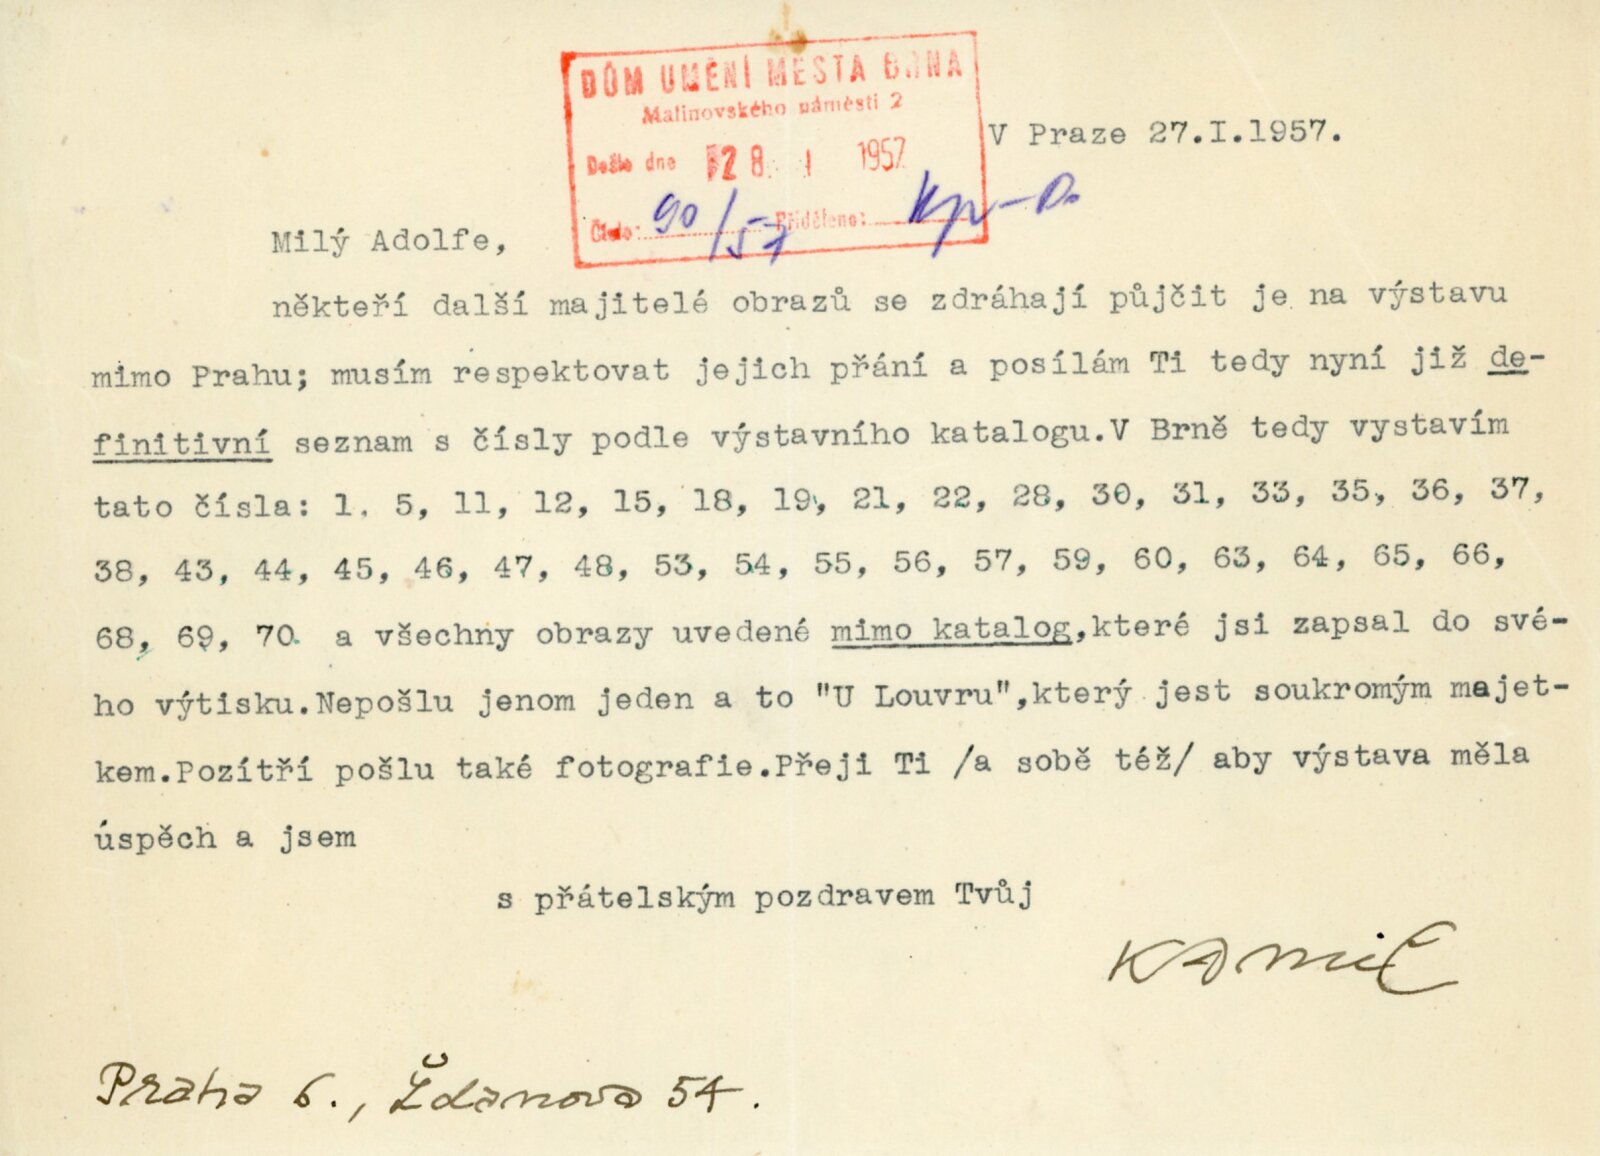 DŮM UMĚNÍ MĚSTA BRNA
Malinovského náměstí 2
Došlo dne 28. I 1957
Číslo: 90/57 Přiděleno:
V Praze 27.I.1957.
Milý Adolfe,
někteří další majitelé obrazů se zdráhají půjčit je na výstavu
mimo Prahu; musím respektovat jejich přání a posílám Ti tedy nyní již de-
finitivní seznam s čísly podle výstavního katalogu.V Brně tedy vystavím
tato čísla: 1, 5, 11, 12, 15, 18, 19, 21, 22, 28, 30, 31, 33, 35, 36, 37,
38, 43, 44, 45, 46, 47, 48, 53, 54, 55, 56, 57, 59, 60, 63, 64, 65, 66,
68, 69, 70. a všechny obrazy uvedené mimo katalog,které jsi zapsal do své-
ho výtisku.Nepošlu jenom jeden a to "U Louvru",který jest soukromým majet-
kem.Pozítří pošlu také fotografie.Přeji Ti /a sobě též/ aby výstava měla
úspěch a jsem
s přátelským pozdravem Tvůj
Kamil
Praha 6., Ždanova 54.